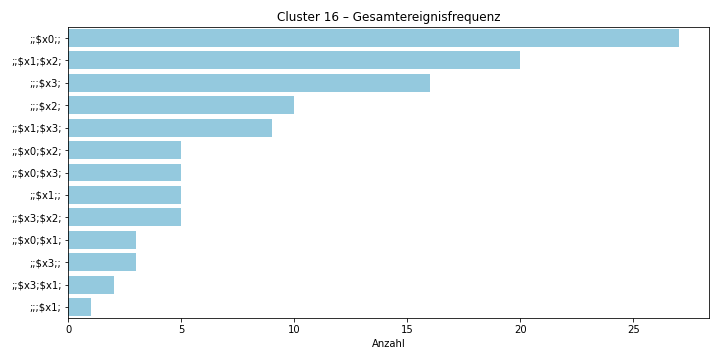 Cluster 16 – Gesamtereignisfrequenz
;;$x0;;
;;$x1;$x2;
;;;$x3;
;;;$x2;
;;$x1;$x3;
;;$x0;$x2;
;;$x0;$x3;
;;$x1;;
;;$x3;$x2;
;;$x0;$x1;
;;$x3;;
;;$x3;$x1;
;;;$x1;
0 5 10 15 20 25
Anzahl